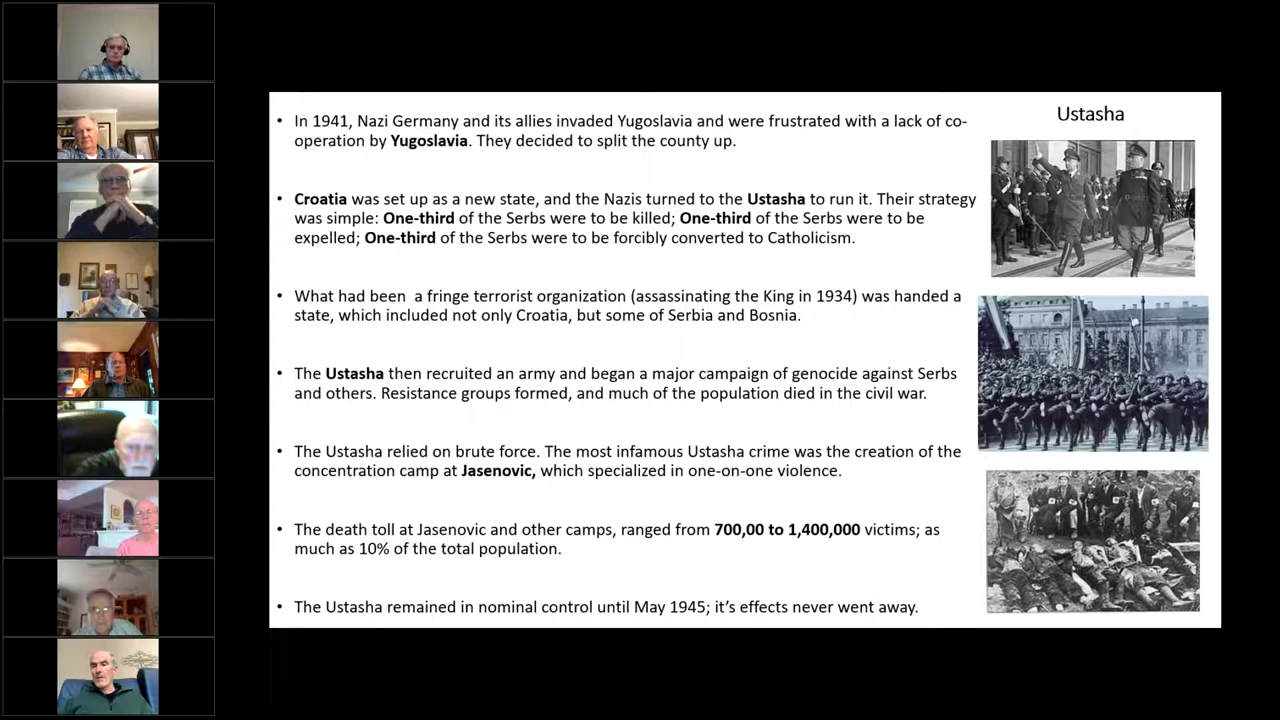 Ustasha
• In 1941, Nazi Germany and its allies invaded Yugoslavia and were frustrated with a lack of co-
operation by Yugoslavia. They decided to split the county up.
• Croatia was set up as a new state, and the Nazis turned to the Ustasha to run it. Their strategy
was simple: One-third of the Serbs were to be killed; One-third of the Serbs were to be
expelled; One-third of the Serbs were to be forcibly converted to Catholicism.
• What had been a fringe terrorist organization (assassinating the King in 1934) was handed a
state, which included not only Croatia, but some of Serbia and Bosnia.
• The Ustasha then recruited an army and began a major campaign of genocide against Serbs
and others. Resistance groups formed, and much of the population died in the civil war.
• The Ustasha relied on brute force. The most infamous Ustasha crime was the creation of the
concentration camp at Jasenovic, which specialized in one-on-one violence.
• The death toll at Jasenovic and other camps, ranged from 700,00 to 1,400,000 victims; as
much as 10% of the total population.
• The Ustasha remained in nominal control until May 1945; it’s effects never went away.